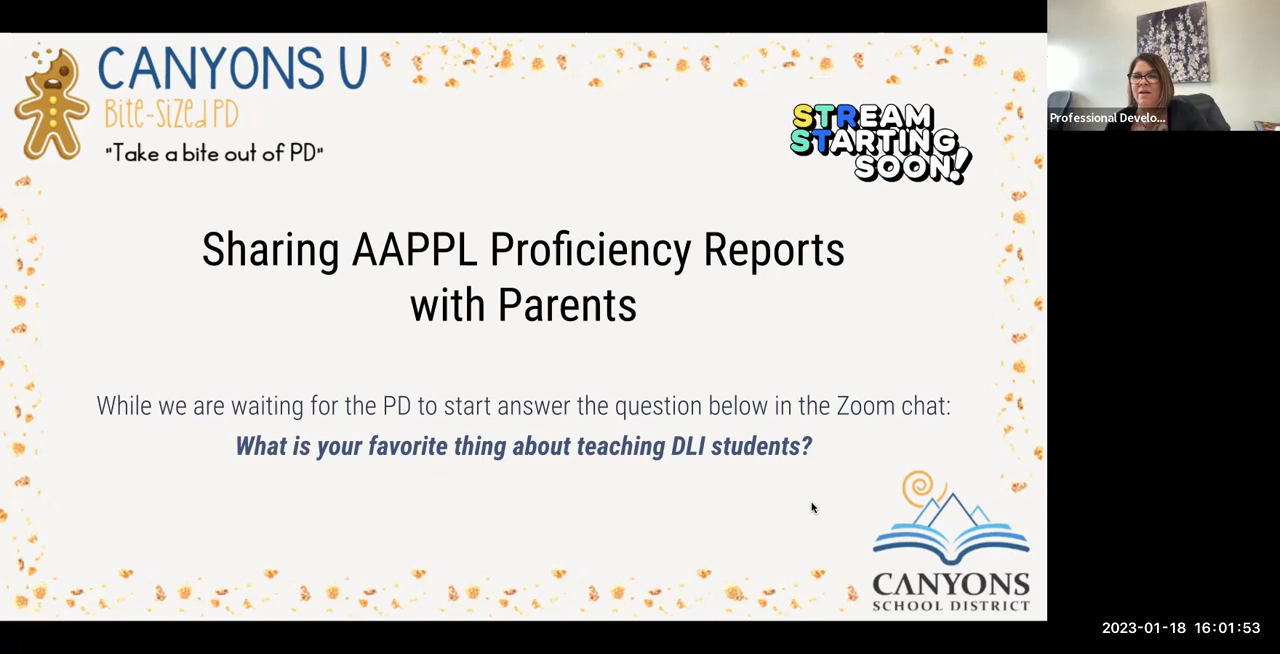 CANYONS U
Bite-sized PD
"Take a bite out of PD"
STREAM
STARTING
SOON!
Professional Develo...
Sharing AAPPL Proficiency Reports
with Parents
While we are waiting for the PD to start answer the question below in the Zoom chat:
What is your favorite thing about teaching DLI students?
CANYONS
SCHOOL DISTRICT
2023-01-18 16:01:53